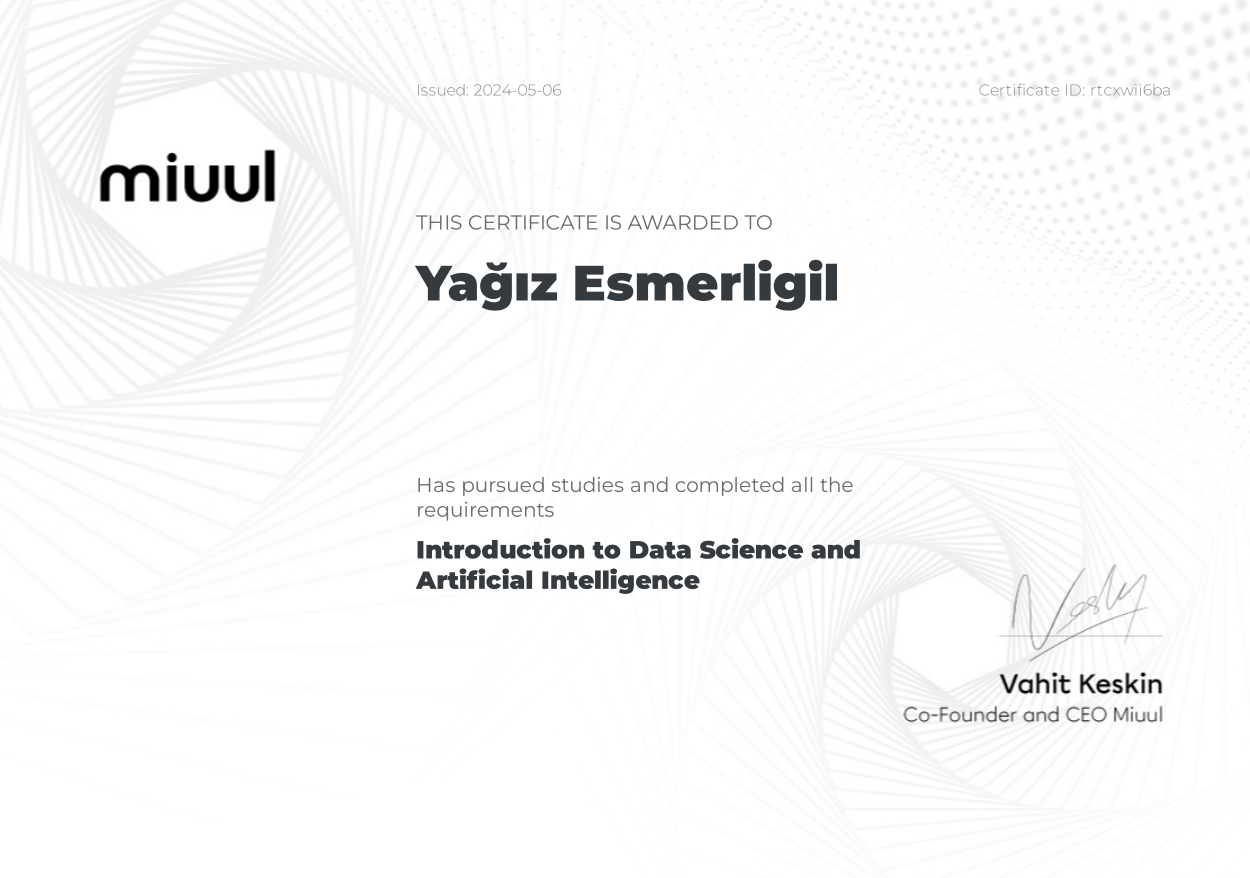 Issued: 2024-05-06
Certificate ID: rtcxwii6ba
miuul
THIS CERTIFICATE IS AWARDED TO
Yağız Esmerligil
Has pursued studies and completed all the
requirements
Introduction to Data Science and
Artificial Intelligence
Vahit Keskin
Co-Founder and CEO Miuul